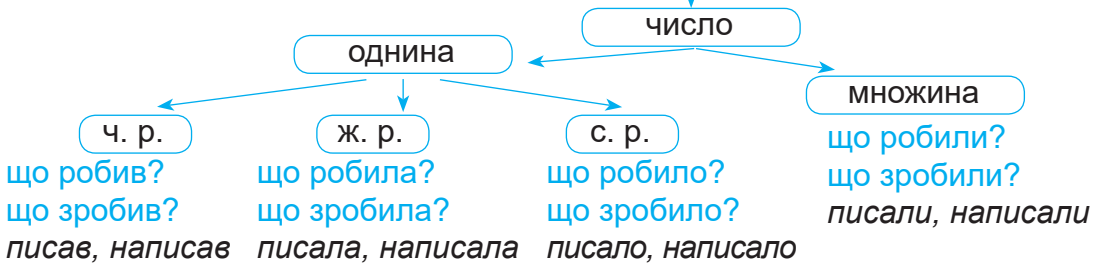 число
однина
множина
ч. р.
ж. р.
с. р.
що робив?
що зробив?
писав, написав
що робила?
що зробила?
писала, написала
що робило?
що зробило?
писало, написало
що робили?
що зробили?
писали, написали